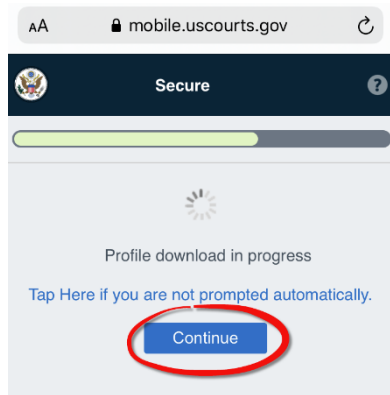 AA mobile.uscourts.gov
Secure ?
Profile download in progress
Tap Here if you are not prompted automatically.
Continue